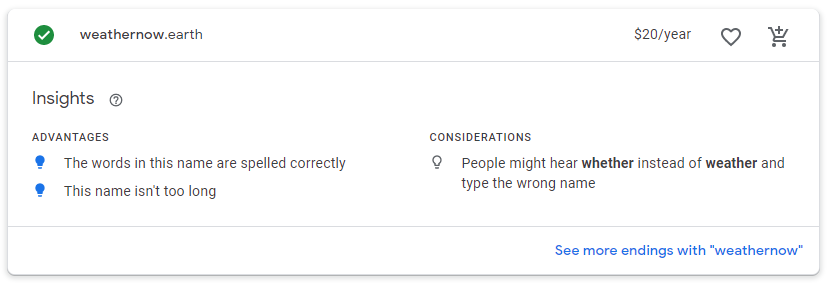 weathernow.earth
$20/year
Insights
ADVANTAGES
The words in this name are spelled correctly
This name isn't too long
CONSIDERATIONS
People might hear whether instead of weather and
type the wrong name
See more endings with "weathernow"